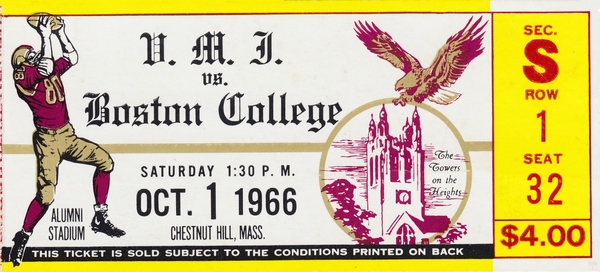 V. M. I.
vs.
Boston College
SATURDAY 1:30 P. M.
OCT. 1 1966
CHESTNUT HILL, MASS.
80
ALUMNI
STADIUM
The
Towers
on the
Heights
THIS TICKET IS SOLD SUBJECT TO THE CONDITIONS PRINTED ON BACK
SEC.
S
ROW
1
SEAT
32
$4.00